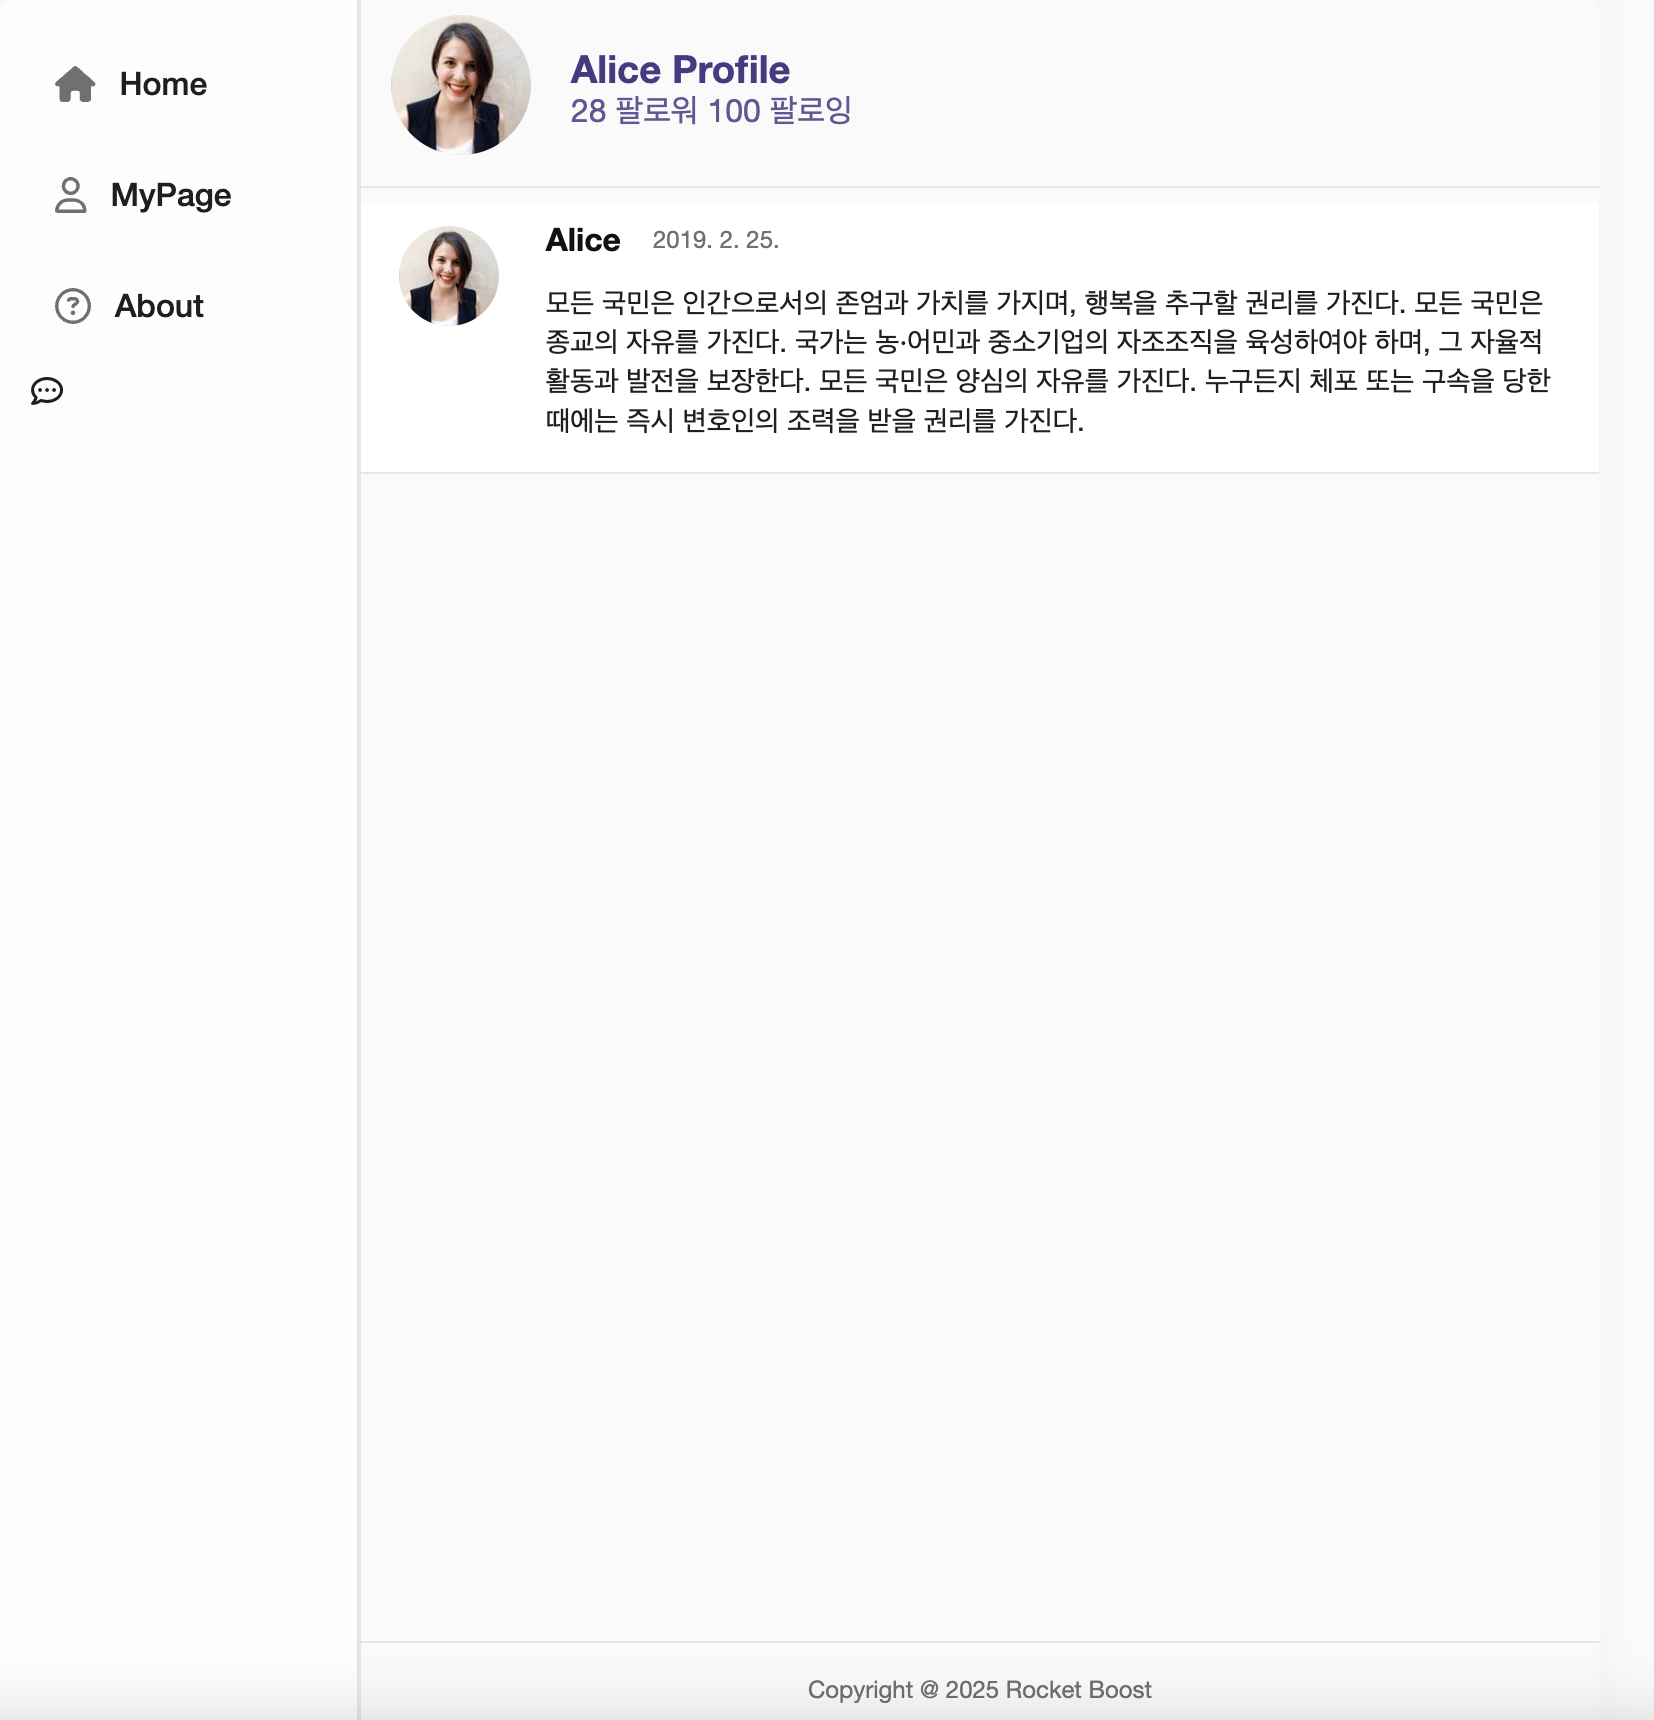 Home
MyPage
About
Alice Profile
28 팔로워 100 팔로잉
Alice 2019. 2. 25.
모든 국민은 인간으로서의 존엄과 가치를 가지며, 행복을 추구할 권리를 가진다. 모든 국민은
종교의 자유를 가진다. 국가는 농·어민과 중소기업의 자조조직을 육성하여야 하며, 그 자율적
활동과 발전을 보장한다. 모든 국민은 양심의 자유를 가진다. 누구든지 체포 또는 구속을 당한
때에는 즉시 변호인의 조력을 받을 권리를 가진다.
Copyright @ 2025 Rocket Boost